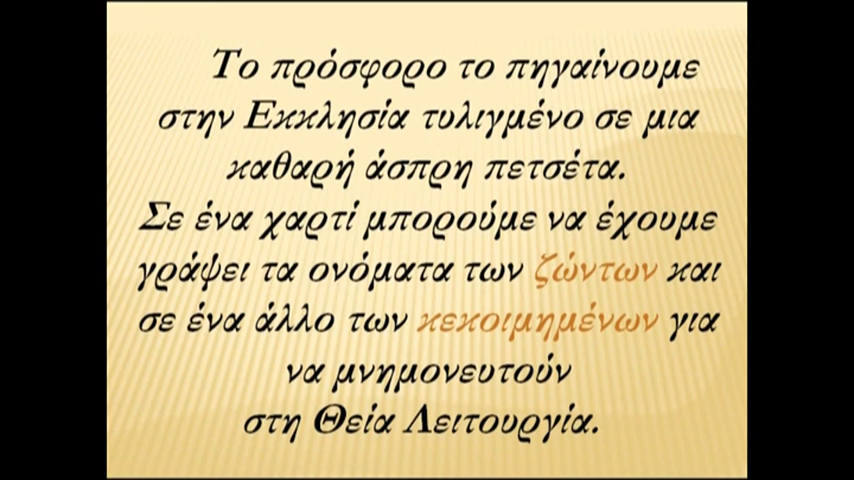 Το πρόσφορο το πηγαίνουμε
στην Εκκλησία τυλιγμένο σε μια
καθαρή άσπρη πετσέτα.
Σε ένα χαρτί μπορούμε να έχουμε
γράψει τα ονόματα των ζώντων και
σε ένα άλλο των κεκοιμημένων για
να μνημονευτούν
στη Θεία Λειτουργία.